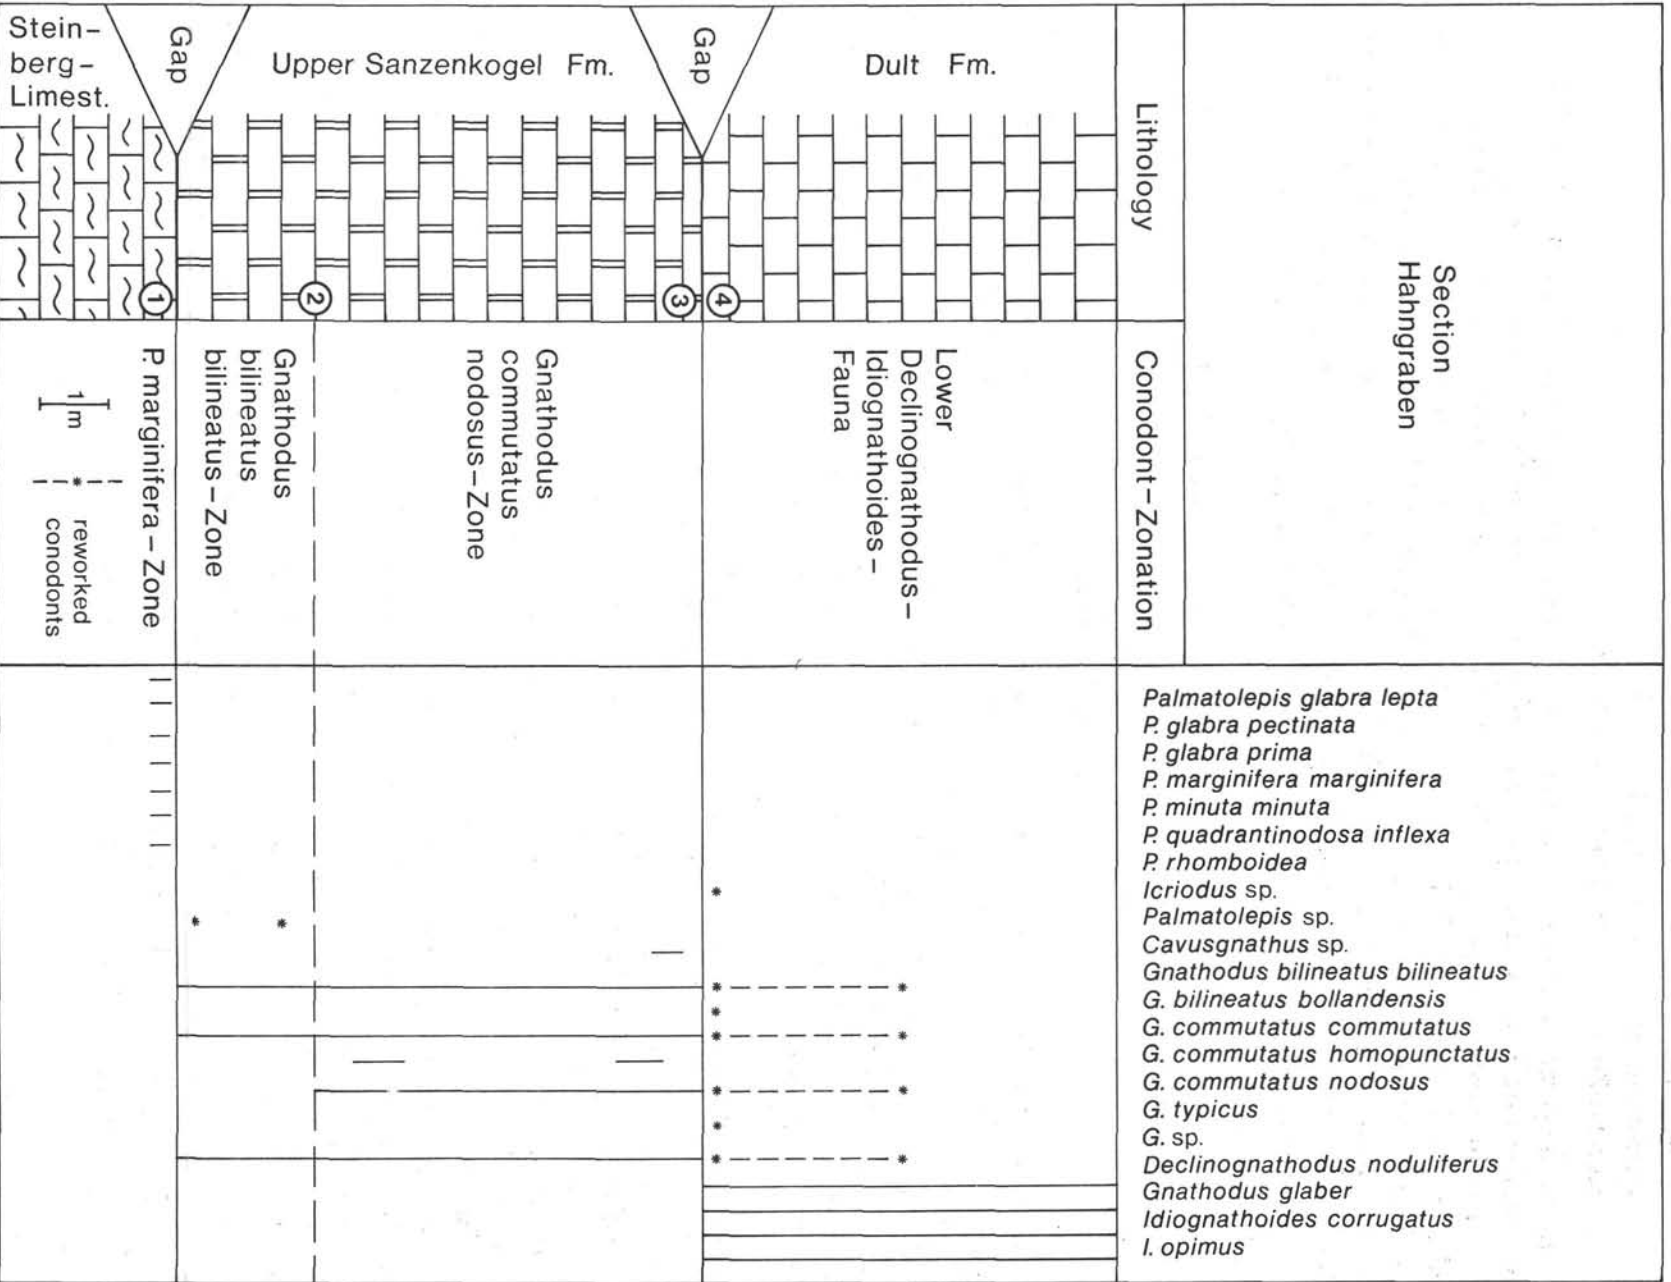 Stein-
berg-
Limest.
Gap
Upper Sanzenkogel Fm.
Gap
Dult Fm.
Lithology
Section
Hahngraben
1
2
3
4
P. marginifera-Zone
1 m
* reworked
conodonts
Gnathodus
bilineatus
bilineatus-Zone
Gnathodus
commutatus
nodosus-Zone
Lower
Declinognathodus-
Idiognathoides-
Fauna
Conodont-Zonation
Palmatolepis glabra lepta
P. glabra pectinata
P. glabra prima
P. marginifera marginifera
P. minuta minuta
P. quadrantinodosa inflexa
P. rhomboidea
Icriodus sp.
Palmatolepis sp.
Cavusgnathus sp.
Gnathodus bilineatus bilineatus
G. bilineatus bollandensis
G. commutatus commutatus
G. commutatus homopunctatus
G. commutatus nodosus
G. typicus
G. sp.
Declinognathodus noduliferus
Gnathodus glaber
Idiognathoides corrugatus
I. opimus